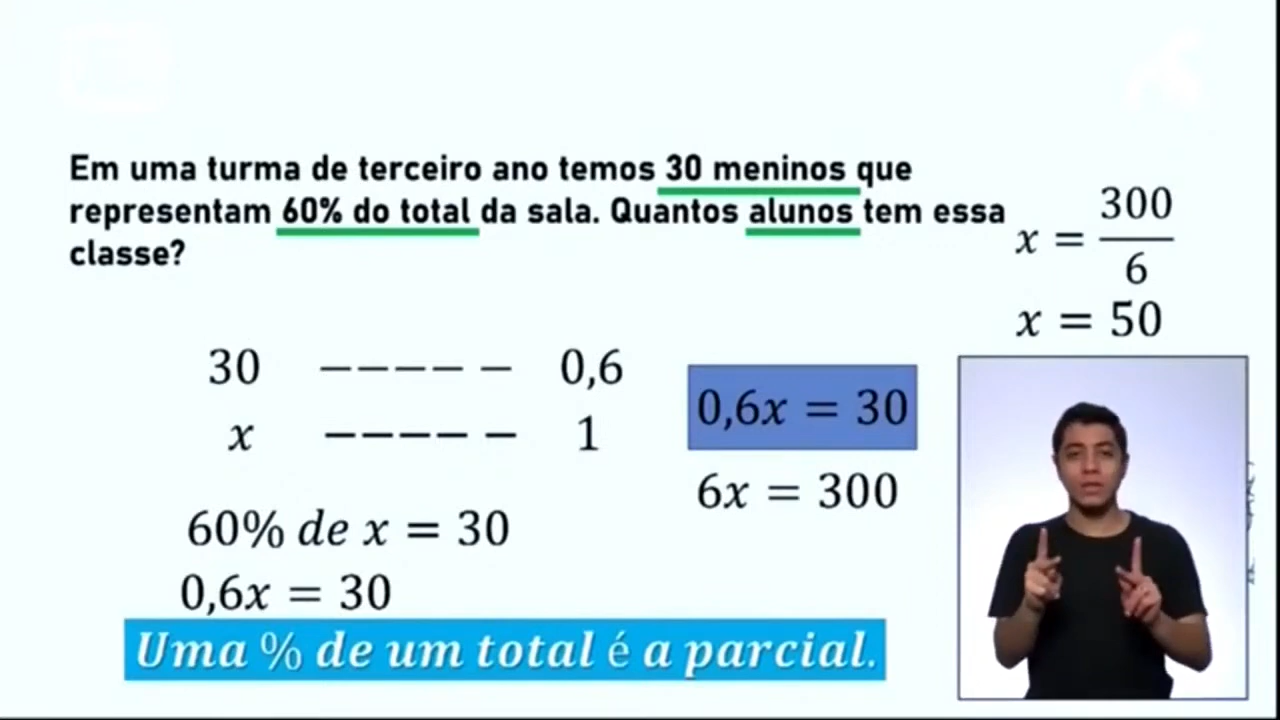 Em uma turma de terceiro ano temos 30 meninos que
representam 60% do total da sala. Quantos alunos tem essa
classe?
x = 300/6
x = 50
30 ----- 0,6
x ----- 1
0,6x = 30
6x = 300
60% de x = 30
0,6x = 30
Uma % de um total é a parcial.